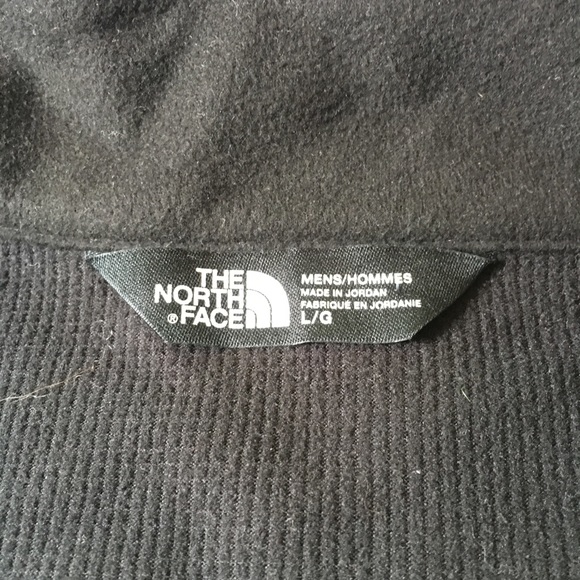 THE
NORTH
® FACE
MENS/HOMMES
MADE IN JORDAN
FABRIQUÉ EN JORDANIE
L/G